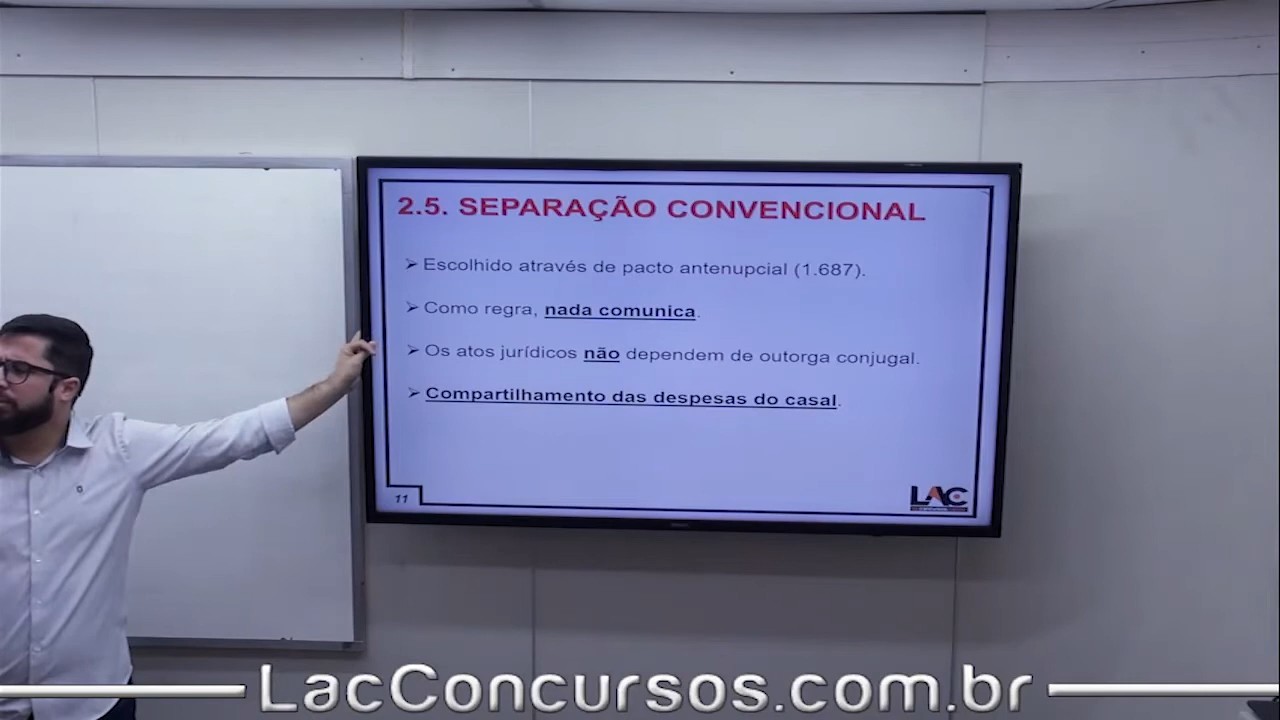 2.5. SEPARAÇÃO CONVENCIONAL
➢ Escolhido através de pacto antenupcial (1.687).
➢ Como regra, nada comunica.
➢ Os atos jurídicos não dependem de outorga conjugal.
➢ Compartilhamento das despesas do casal.
11
LAC
LacConcursos.com.br